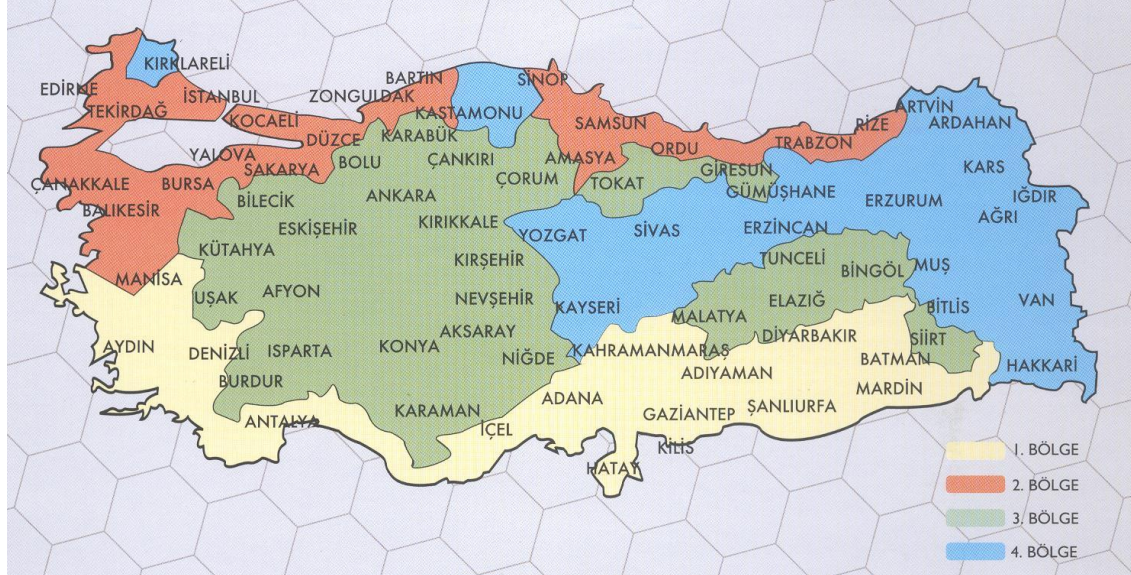 KIRKLARELİ
EDİRNE
TEKİRDAĞ
İSTANBUL
KOCAELİ
YALOVA
DÜZCE
SAKARYA
ZONGULDAK
BARTIN
KASTAMONU
KARABÜK
SİNOP
SAMSUN
ORDU
TRABZON
RİZE
ARTVİN
ARDAHAN
KARS
IĞDIR
AĞRI
ERZURUM
GÜMÜŞHANE
GİRESUN
TOKAT
AMASYA
ÇORUM
ÇANKIRI
BOLU
ANKARA
BİLECİK
BURSA
ÇANAKKALE
BALIKESİR
ESKİŞEHİR
KÜTAHYA
KIRIKKALE
KIRŞEHİR
YOZGAT
SİVAS
ERZİNCAN
TUNCELİ
BİNGÖL
MUŞ
BİTLİS
VAN
HAKKARİ
SİİRT
BATMAN
DİYARBAKIR
ELAZIĞ
MALATYA
KAYSERİ
NEVŞEHİR
AKSARAY
NİĞDE
KONYA
AFYON
UŞAK
MANİSA
AYDIN
DENİZLİ
ISPARTA
BURDUR
ANTALYA
KARAMAN
İÇEL
ADANA
KAHRAMANMARAŞ
ADIYAMAN
GAZİANTEP
ŞANLIURFA
MARDİN
KİLİS
HATAY
1. BÖLGE
2. BÖLGE
3. BÖLGE
4. BÖLGE